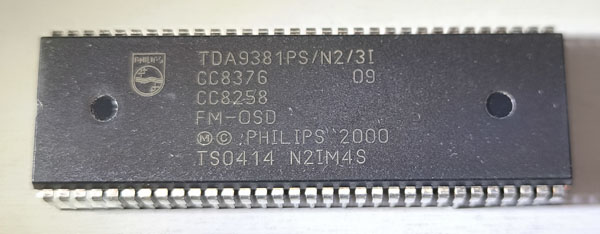 PHILIPS
TDA9381PS/N2/3I
CC8376 09
CC8258
FM-OSD
Ⓜ© PHILIPS 2000
TS0414 N2IM4S